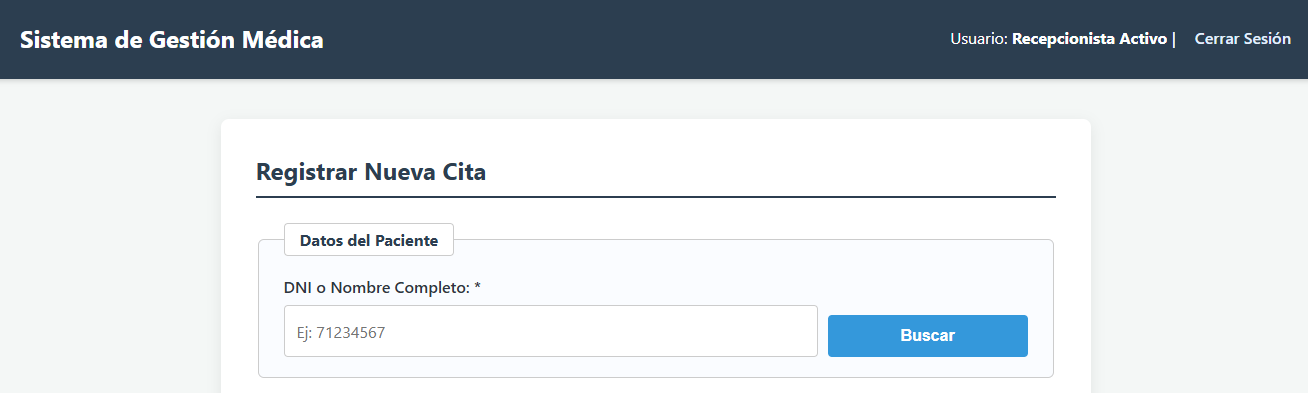 Sistema de Gestión Médica
Usuario: Recepcionista Activo | Cerrar Sesión
Registrar Nueva Cita
Datos del Paciente
DNI o Nombre Completo: *
Ej: 71234567
Buscar